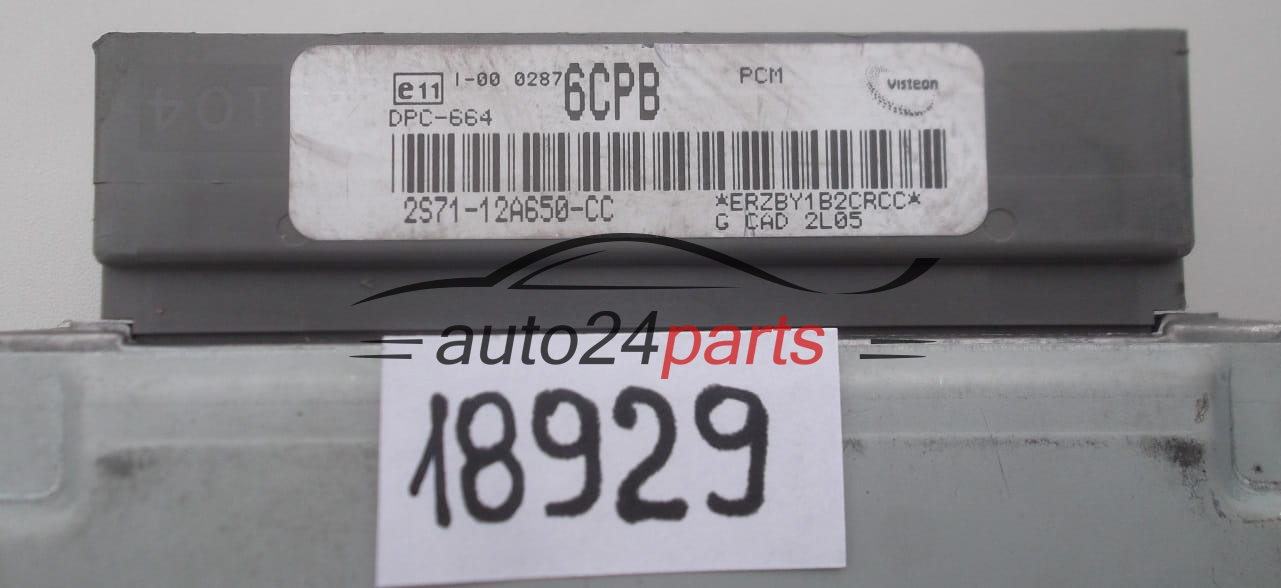 e11 I-00 0287 6CPB PCM Visteon
DPC-664
2S71-12A650-CC *ERZBY1B2CRCC*
G CAD 2L05
auto24parts
18929